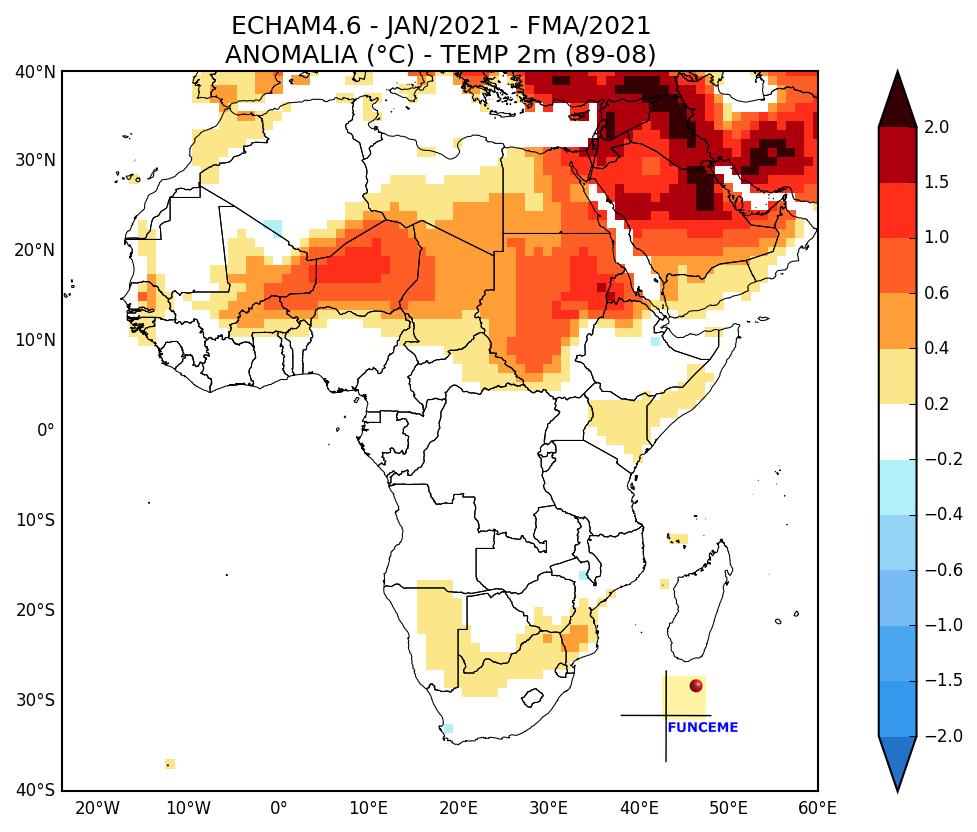 ECHAM4.6 - JAN/2021 - FMA/2021
ANOMALIA (°C) - TEMP 2m (89-08)
40°N
30°N
20°N
10°N
0°
10°S
20°S
30°S
40°S
20°W
10°W
0°
10°E
20°E
30°E
40°E
50°E
60°E
2.0
1.5
1.0
0.6
0.4
0.2
−0.2
−0.4
−0.6
−1.0
−1.5
−2.0
FUNCEME